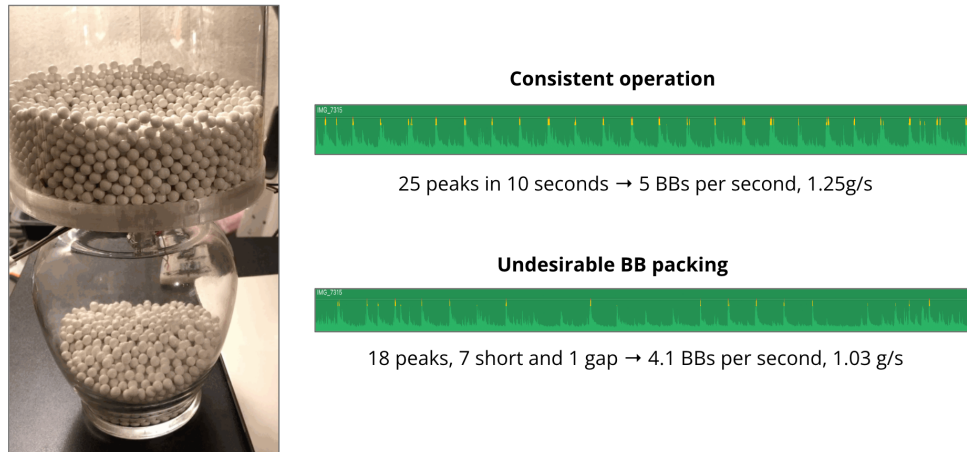 Consistent operation
IMG_7315
25 peaks in 10 seconds → 5 BBs per second, 1.25g/s
Undesirable BB packing
IMG_7315
18 peaks, 7 short and 1 gap → 4.1 BBs per second, 1.03 g/s